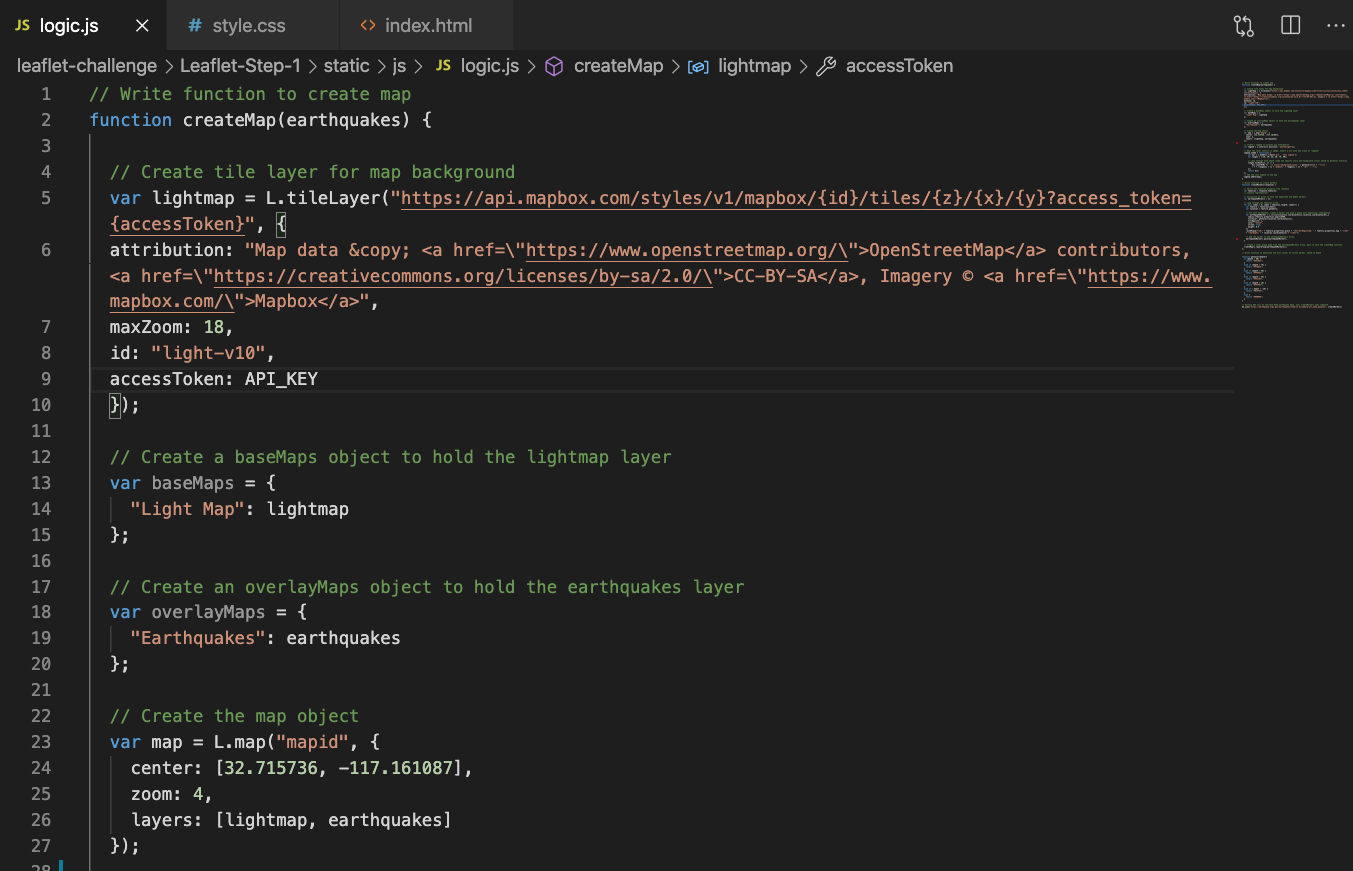 JS logic.js ×
# style.css
<> index.html
leaflet-challenge > Leaflet-Step-1 > static > js > JS logic.js > createMap > lightmap > accessToken
1 // Write function to create map
2 function createMap(earthquakes) {
3
4 // Create tile layer for map background
5 var lightmap = L.tileLayer("https://api.mapbox.com/styles/v1/mapbox/{id}/tiles/{z}/{x}/{y}?access_token=
{accessToken}", {
6 attribution: "Map data &copy; <a href=\"https://www.openstreetmap.org/\">OpenStreetMap</a> contributors,
<a href=\"https://creativecommons.org/licenses/by-sa/2.0/\">CC-BY-SA</a>, Imagery © <a href=\"https://www.
mapbox.com/\">Mapbox</a>",
7 maxZoom: 18,
8 id: "light-v10",
9 accessToken: API_KEY
10 });
11
12 // Create a baseMaps object to hold the lightmap layer
13 var baseMaps = {
14 "Light Map": lightmap
15 };
16
17 // Create an overlayMaps object to hold the earthquakes layer
18 var overlayMaps = {
19 "Earthquakes": earthquakes
20 };
21
22 // Create the map object
23 var map = L.map("mapid", {
24 center: [32.715736, -117.161087],
25 zoom: 4,
26 layers: [lightmap, earthquakes]
27 });
28